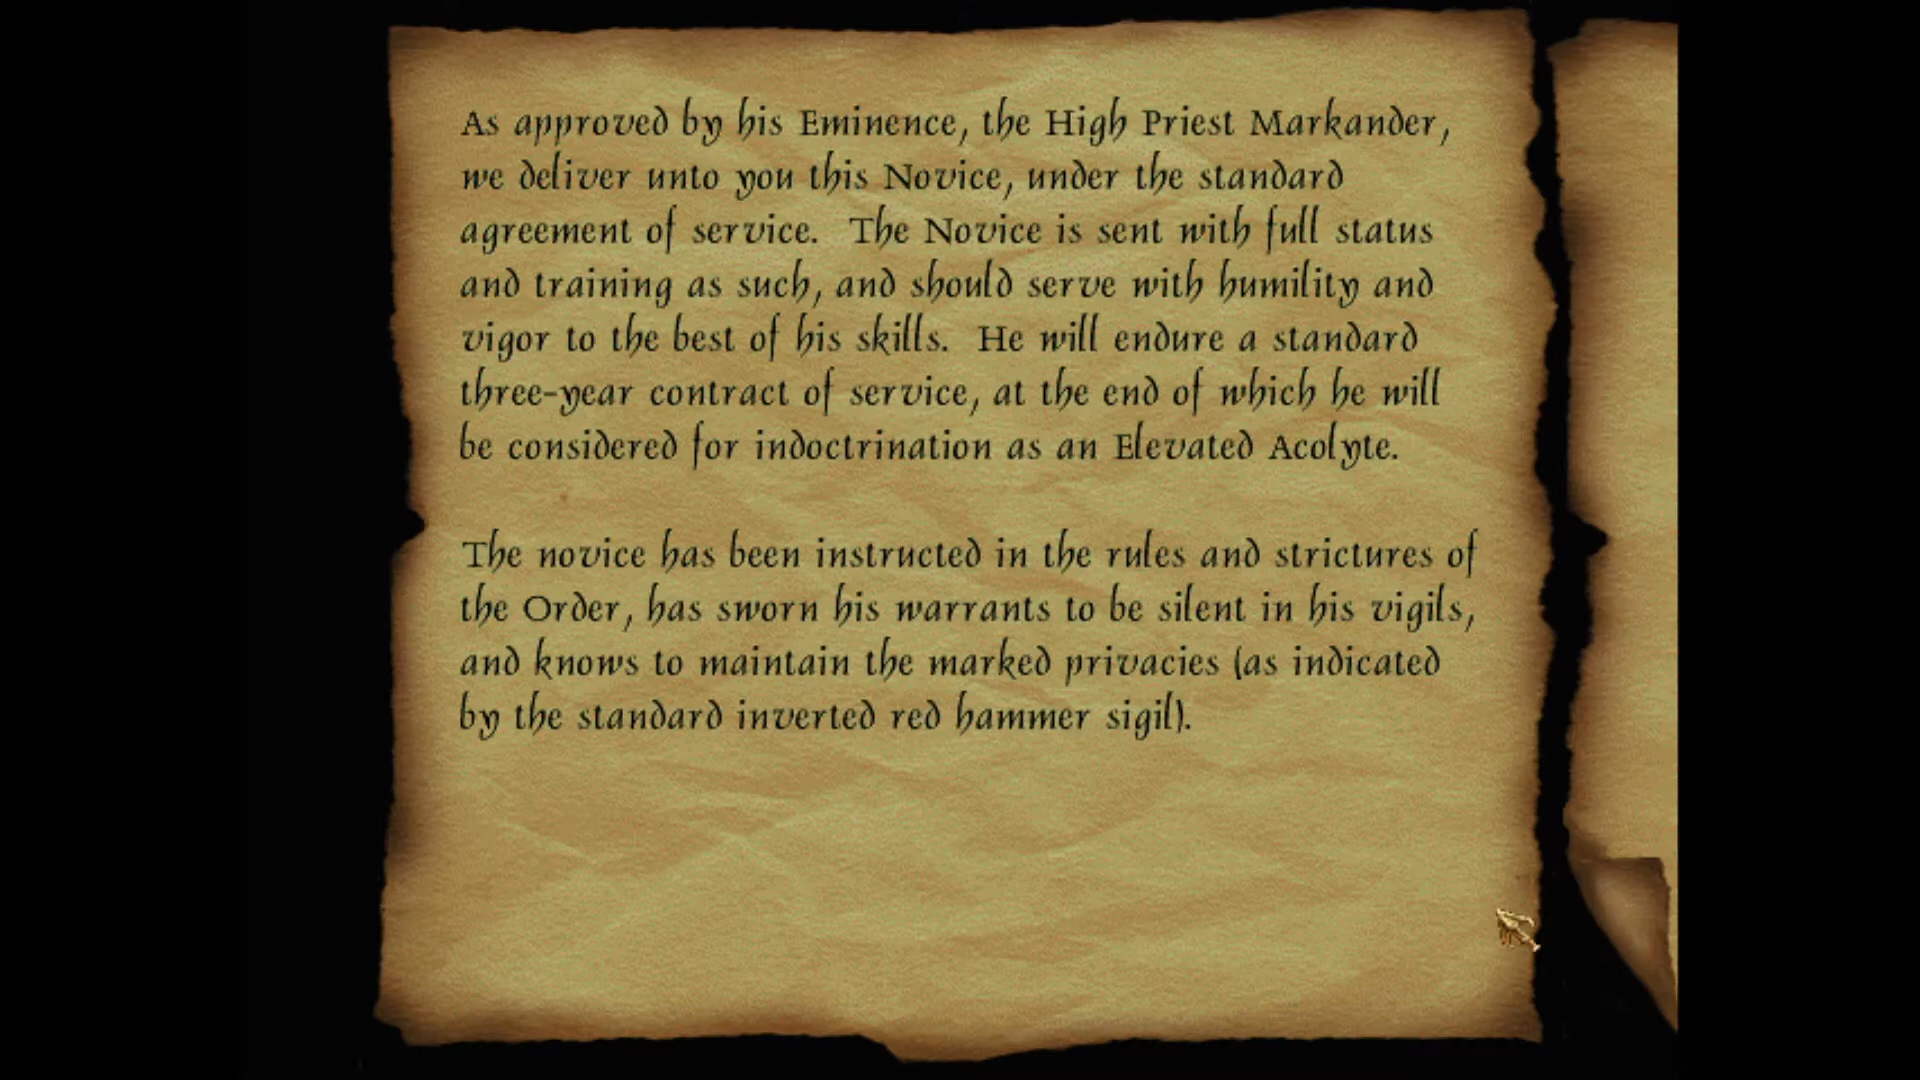 As approved by his Eminence, the High Priest Markander,
we deliver unto you this Novice, under the standard
agreement of service.  The Novice is sent with full status
and training as such, and should serve with humility and
vigor to the best of his skills.  He will endure a standard
three-year contract of service, at the end of which he will
be considered for indoctrination as an Elevated Acolyte.
The novice has been instructed in the rules and strictures of
the Order, has sworn his warrants to be silent in his vigils,
and knows to maintain the marked privacies (as indicated
by the standard inverted red hammer sigil).